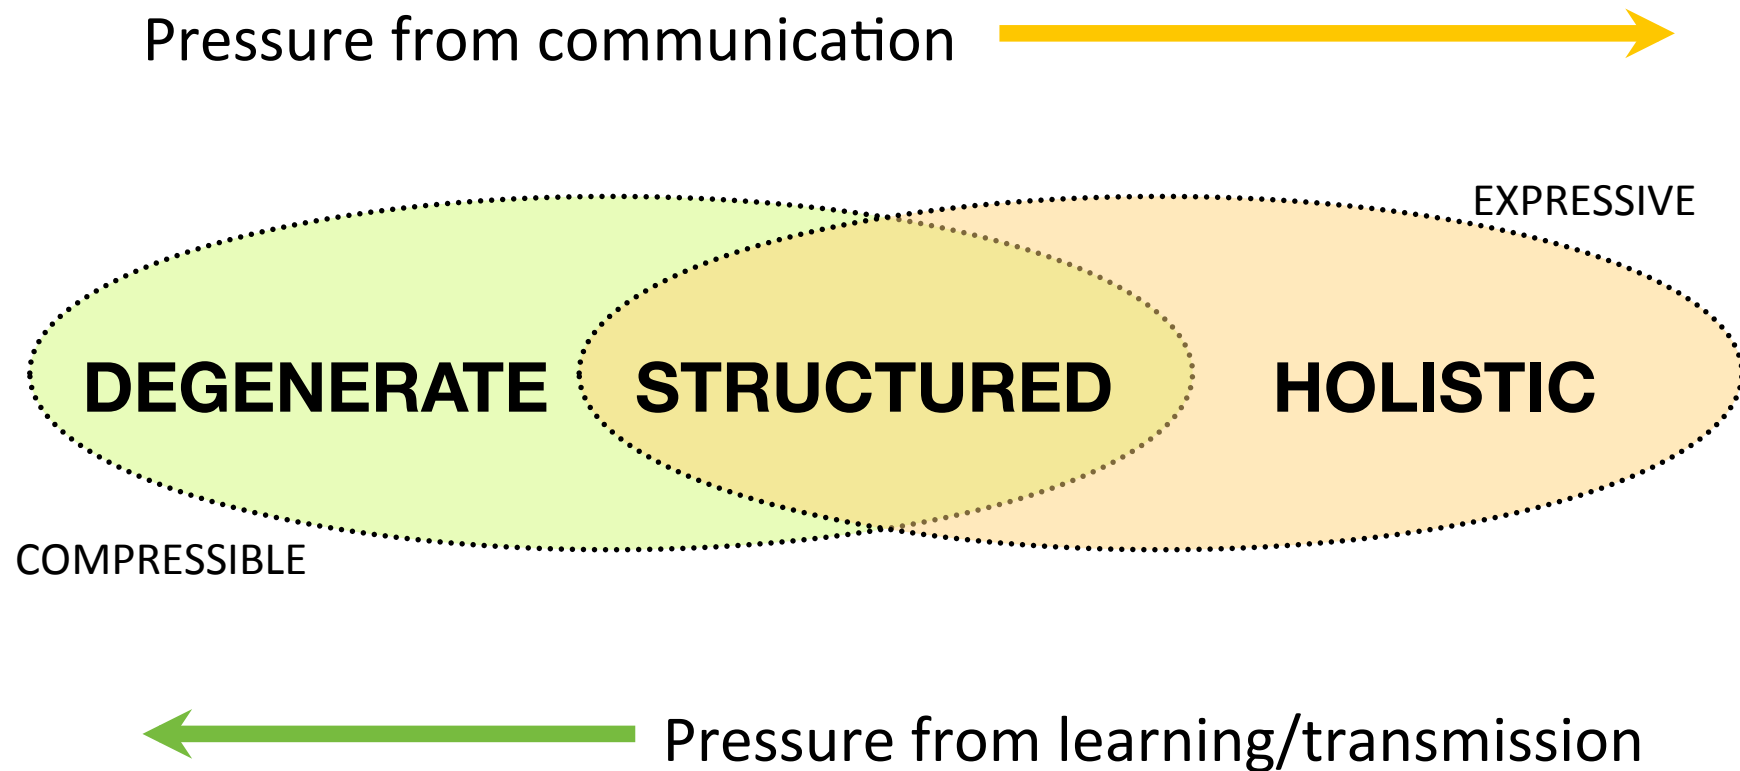 Pressure from communication
EXPRESSIVE
DEGENERATE STRUCTURED HOLISTIC
COMPRESSIBLE
Pressure from learning/transmission